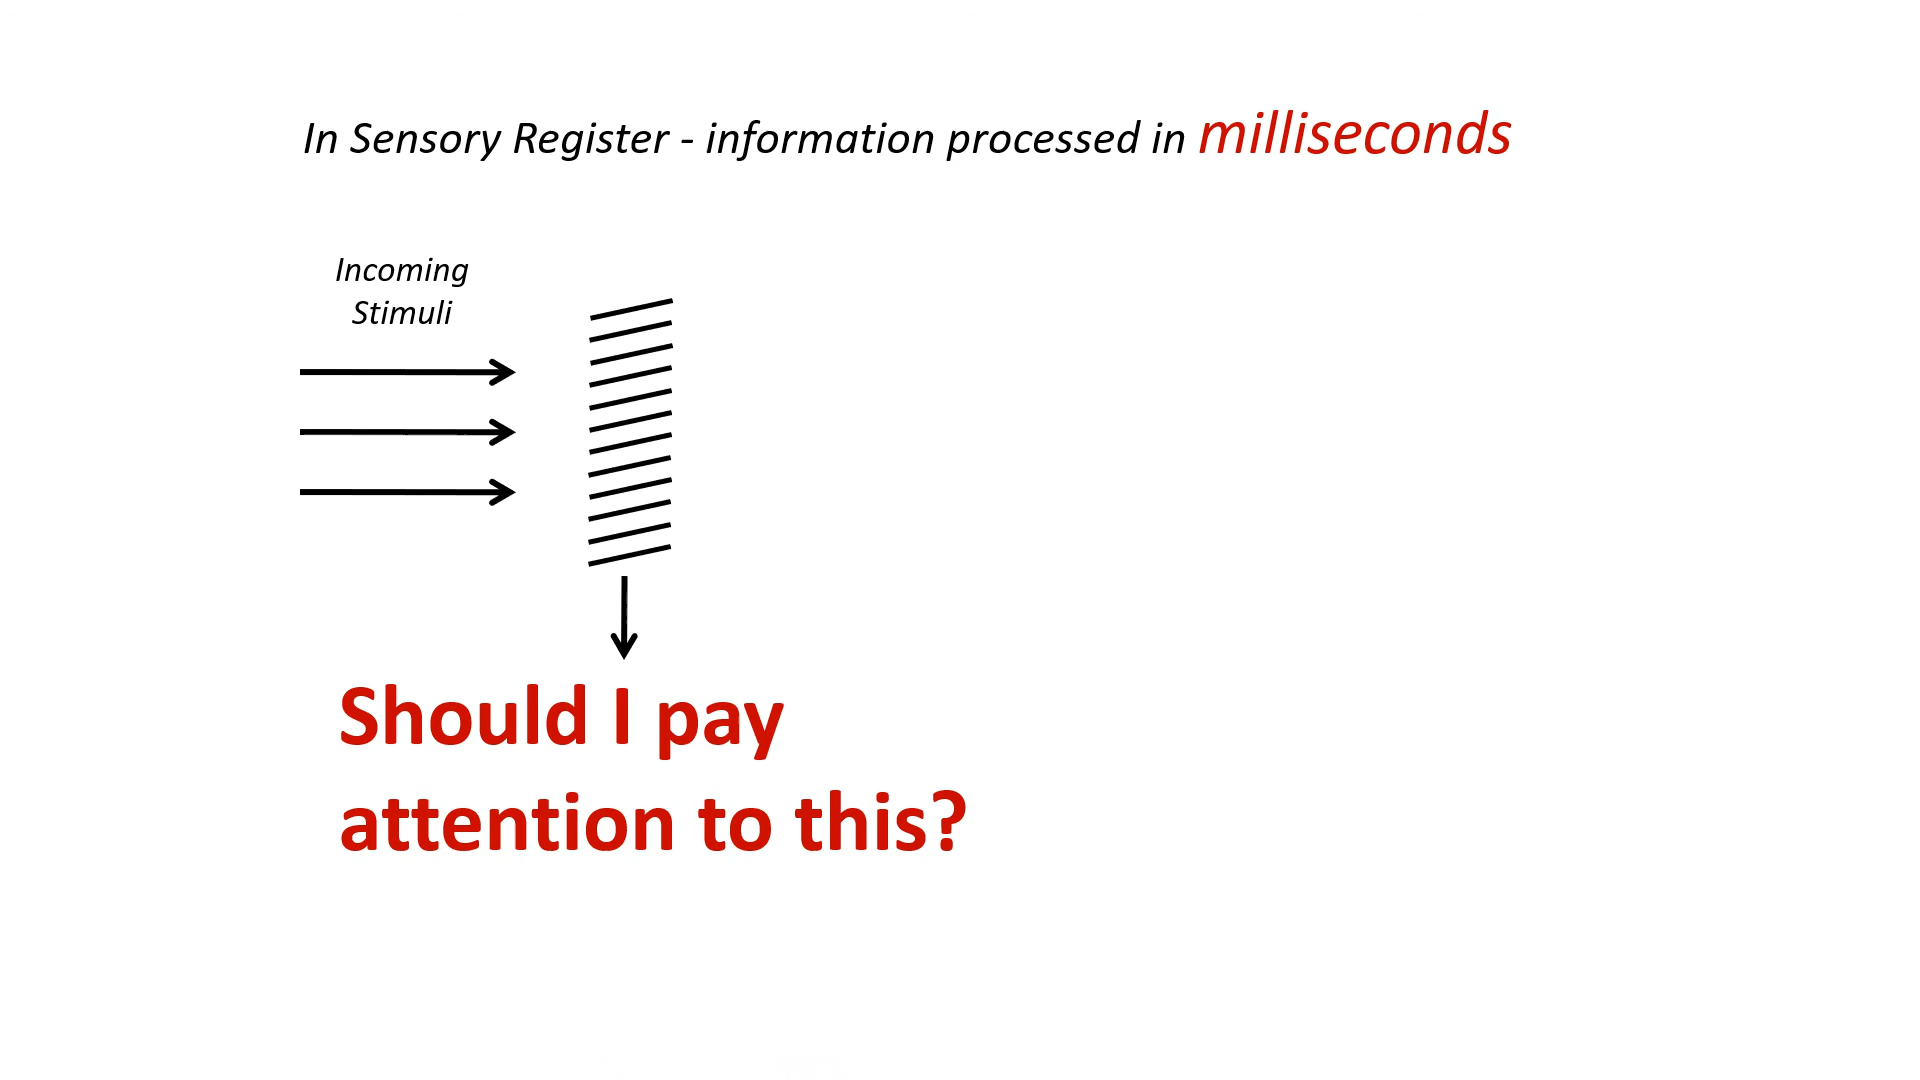 In Sensory Register - information processed in milliseconds
Incoming
Stimuli
Should I pay
attention to this?